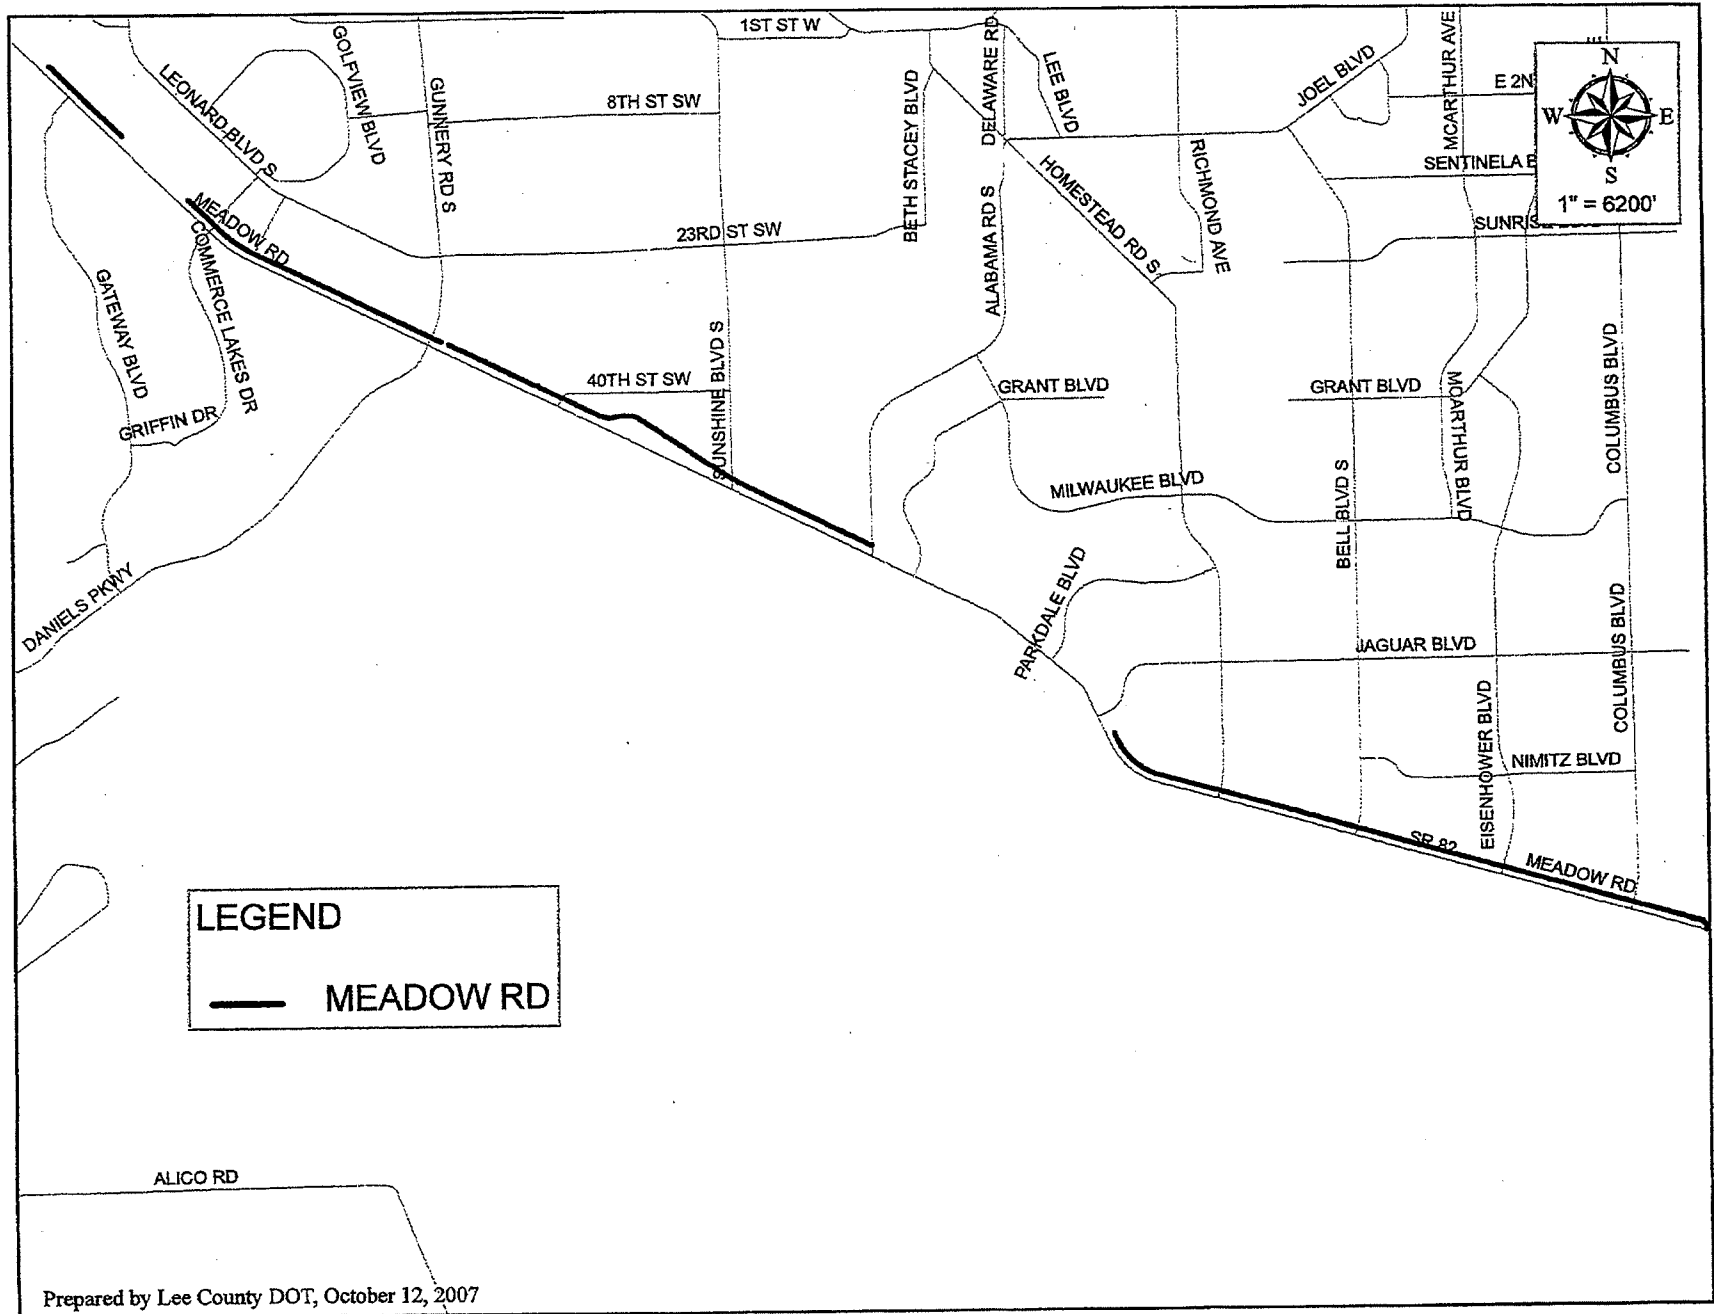 1ST ST W
GOLFVIEW BLVD
LEONARD BLVD S
GUNNERY RD S
8TH ST SW
BETH STACEY BLVD
DELAWARE RD
LEE BLVD
JOEL BLVD
MCARTHUR AVE
E 2N
N
W E
S
1" = 6200'
HOMESTEAD RD S
RICHMOND AVE
SENTINELA B
MEADOW RD
COMMERCE LAKES DR
23RD ST SW
ALABAMA RD S
SUNRISE
GATEWAY BLVD
SUNSHINE BLVD S
40TH ST SW
GRANT BLVD
GRANT BLVD
MCARTHUR BLVD
COLUMBUS BLVD
GRIFFIN DR
MILWAUKEE BLVD
BELL BLVD S
DANIELS PKWY
PARKDALE BLVD
JAGUAR BLVD
COLUMBUS BLVD
EISENHOWER BLVD
NIMITZ BLVD
SR 82
MEADOW RD
LEGEND
MEADOW RD
ALICO RD
Prepared by Lee County DOT, October 12, 2007